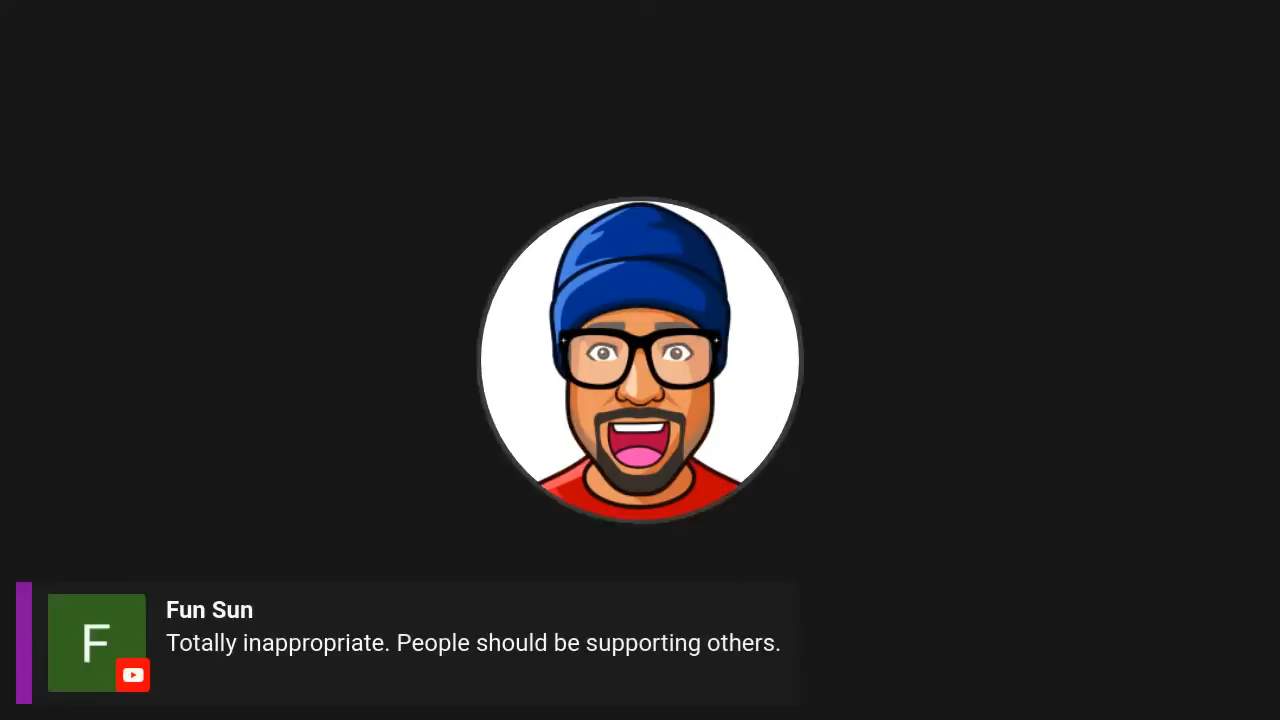 F
Fun Sun
Totally inappropriate. People should be supporting others.